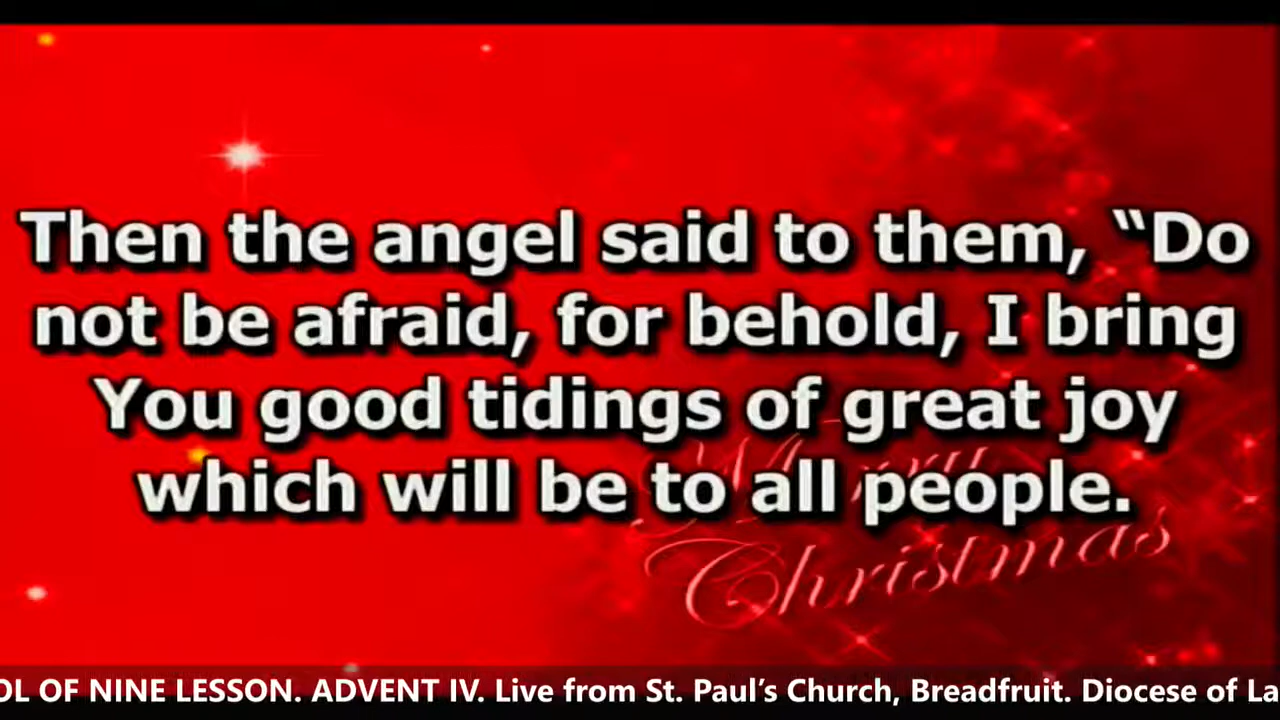 Then the angel said to them, “Do
not be afraid, for behold, I bring
You good tidings of great joy
which will be to all people.
Merry
Christmas
OL OF NINE LESSON. ADVENT IV. Live from St. Paul’s Church, Breadfruit. Diocese of La